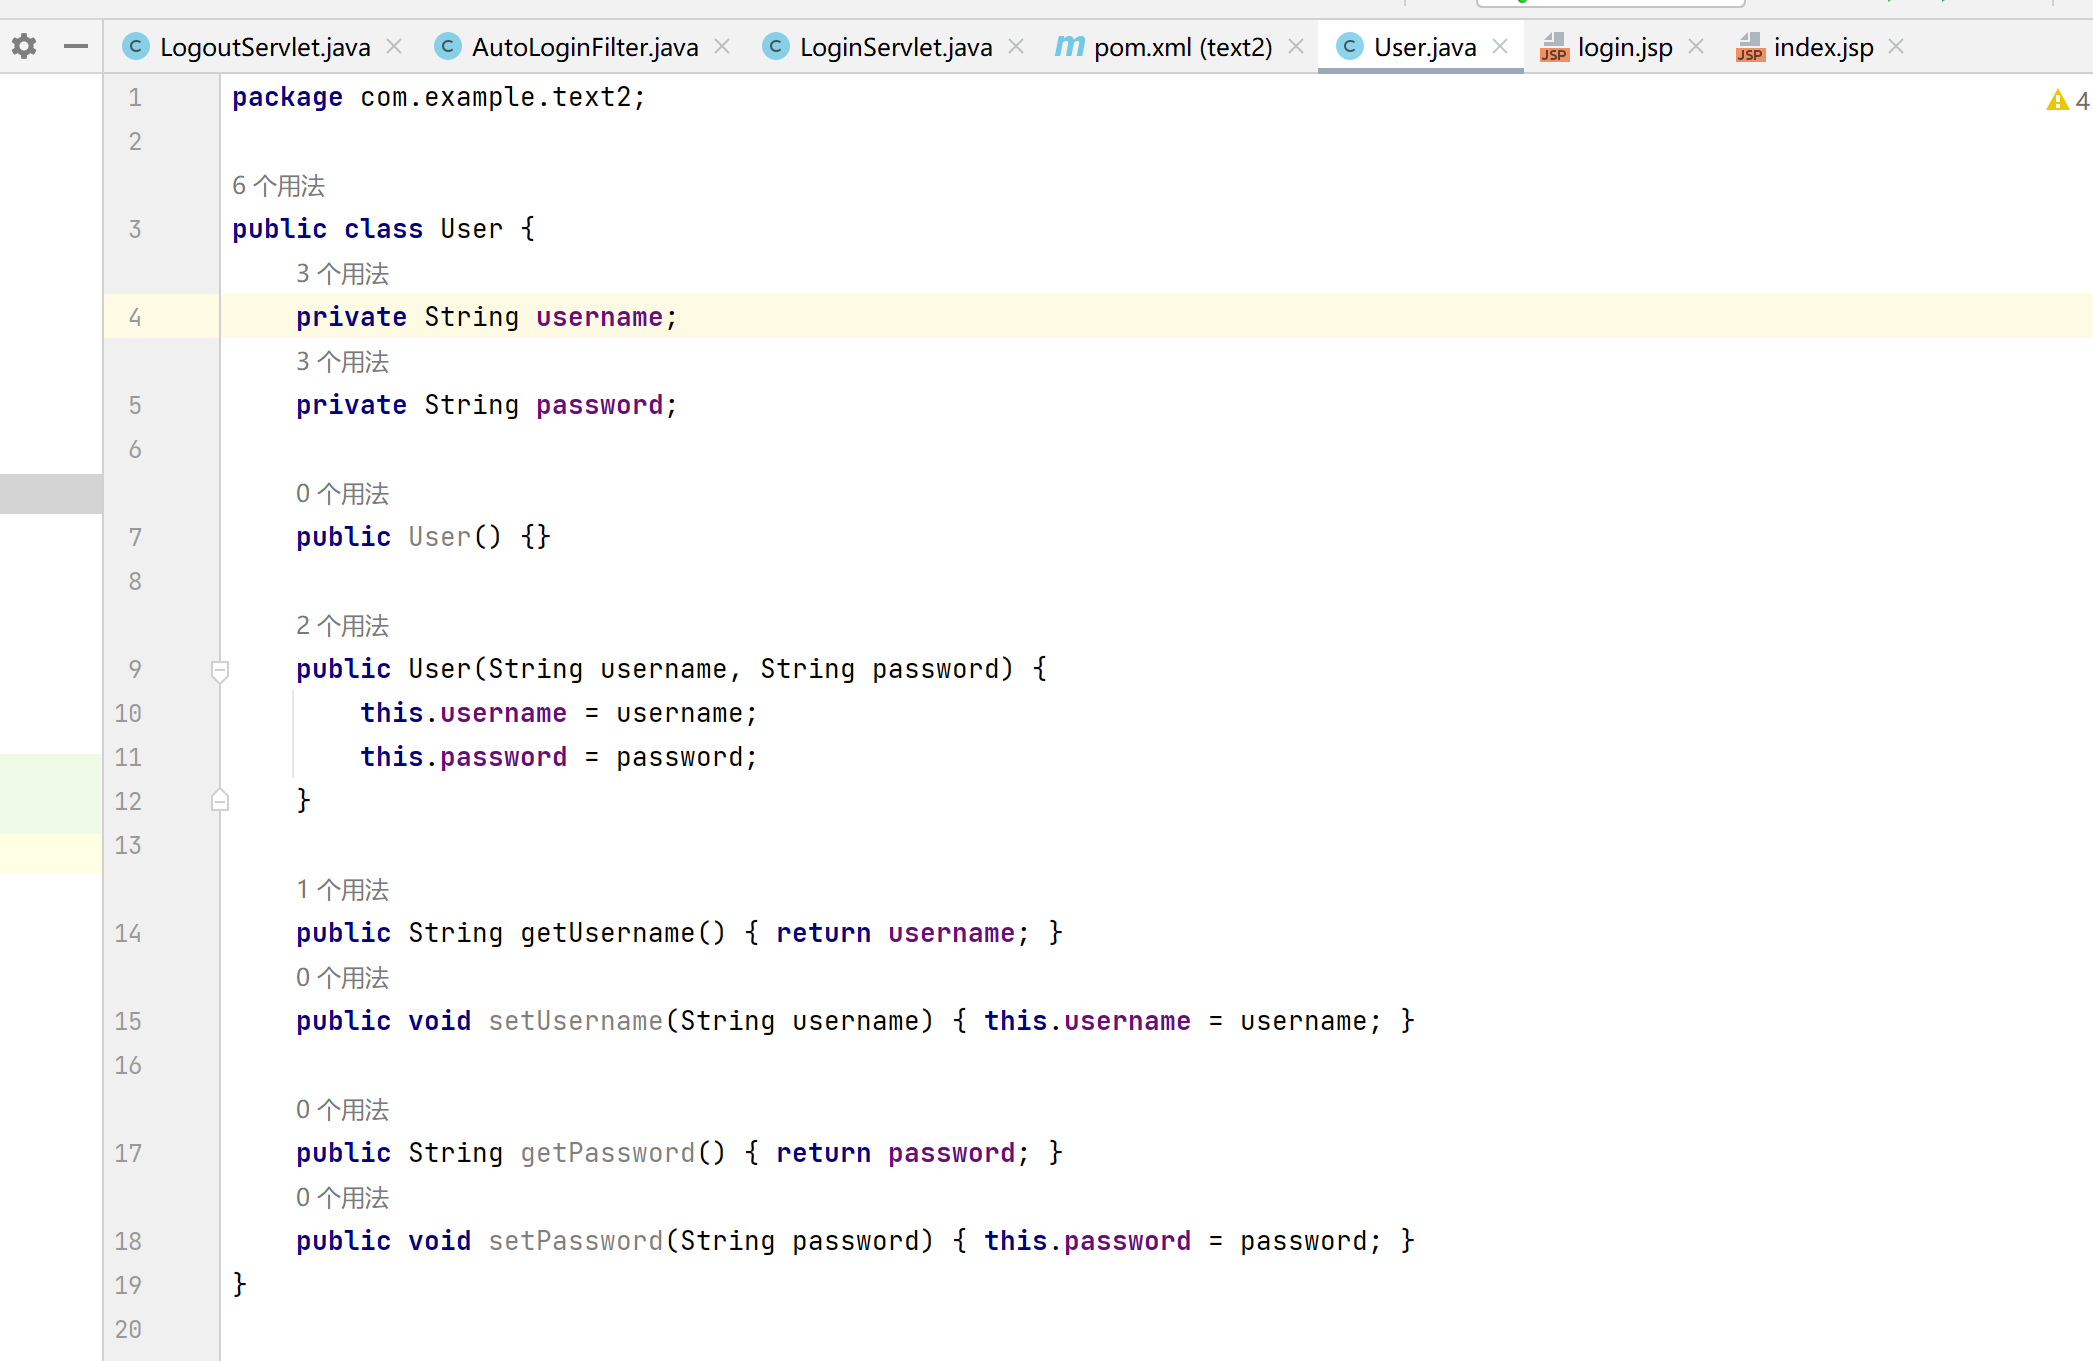 LogoutServlet.java AutoLoginFilter.java LoginServlet.java pom.xml (text2) User.java login.jsp index.jsp
1 package com.example.text2; 4
2
6 个用法
3 public class User {
3 个用法
4 private String username;
3 个用法
5 private String password;
6
0 个用法
7 public User() {}
8
2 个用法
9 public User(String username, String password) {
10 this.username = username;
11 this.password = password;
12 }
13
1 个用法
14 public String getUsername() { return username; }
0 个用法
15 public void setUsername(String username) { this.username = username; }
16
0 个用法
17 public String getPassword() { return password; }
0 个用法
18 public void setPassword(String password) { this.password = password; }
19 }
20